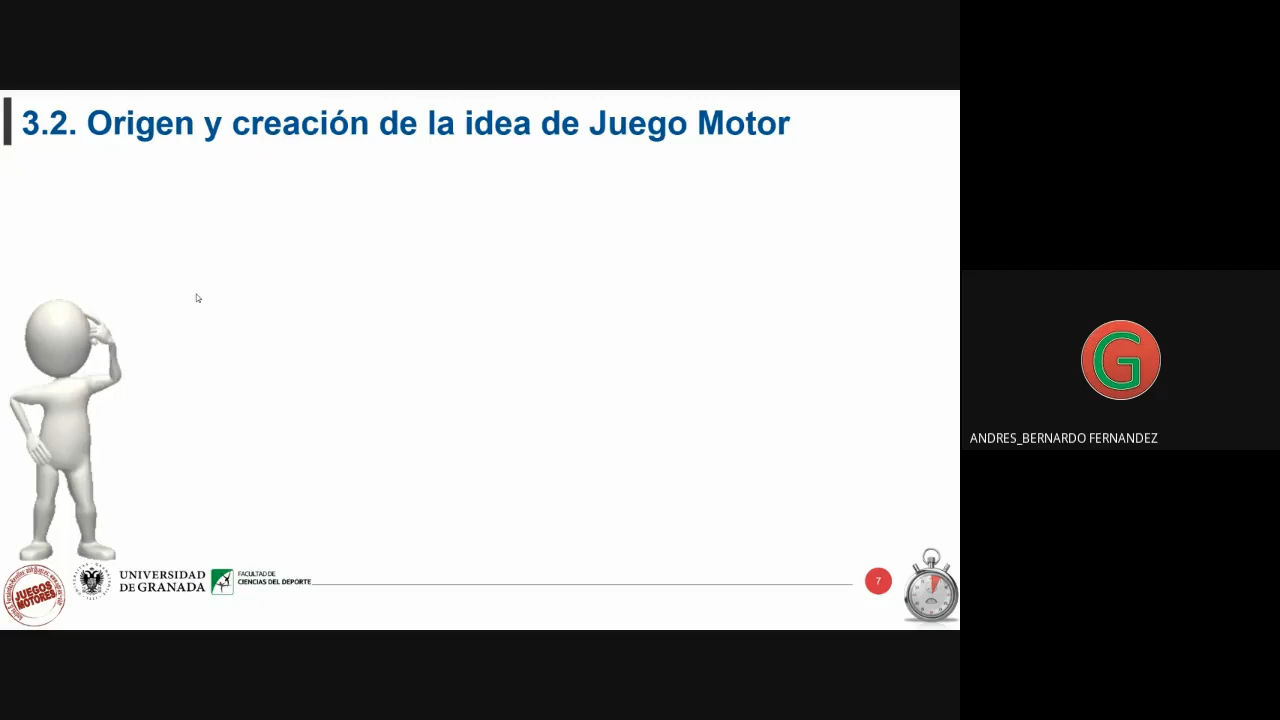 3.2. Origen y creación de la idea de Juego Motor
G
ANDRES_BERNARDO FERNANDEZ
JUEGOS
MOTORES
UNIVERSIDAD
DE GRANADA
FACULTAD DE
CIENCIAS DEL DEPORTE
7